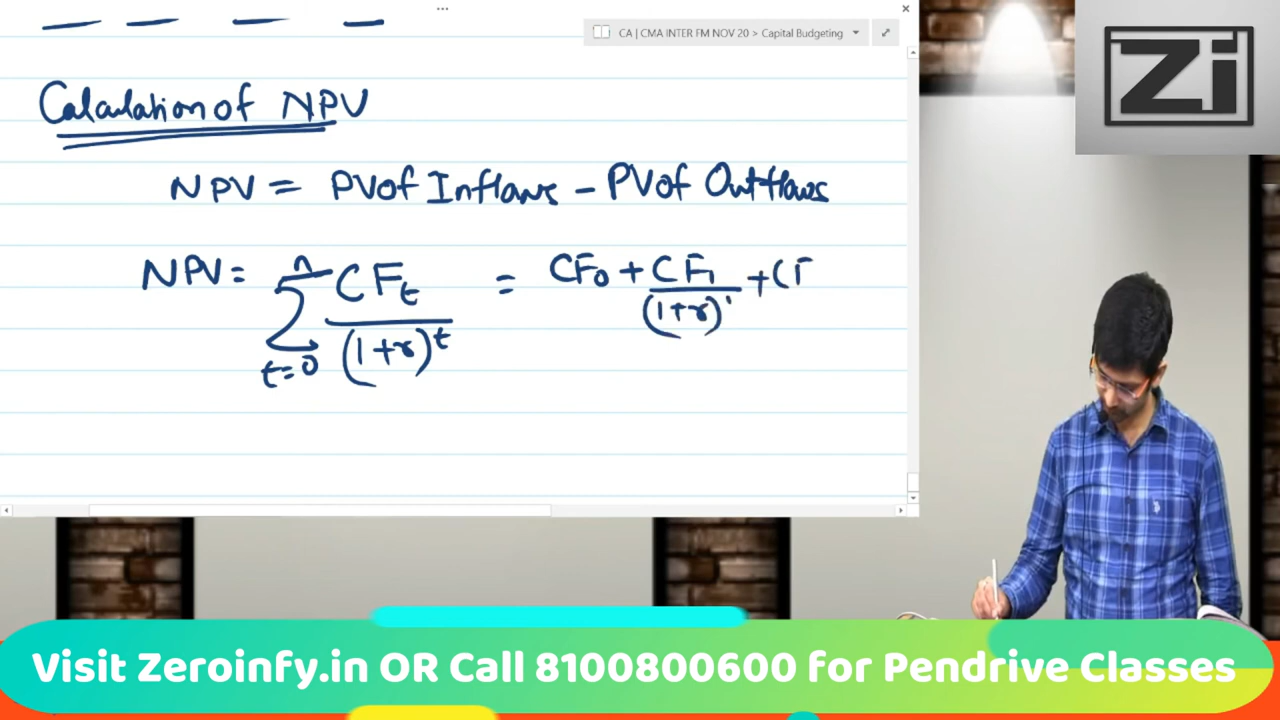 CA | CMA INTER FM NOV 20 > Capital Budgeting
Zi
Calculation of NPV
NPV = PV of Inflows - PV of Outflows
NPV = n Σ t=0 CFt / (1+r)^t = CF0 + CF1 / (1+r)^1 + CF
Visit Zeroinfy.in OR Call 8100800600 for Pendrive Classes